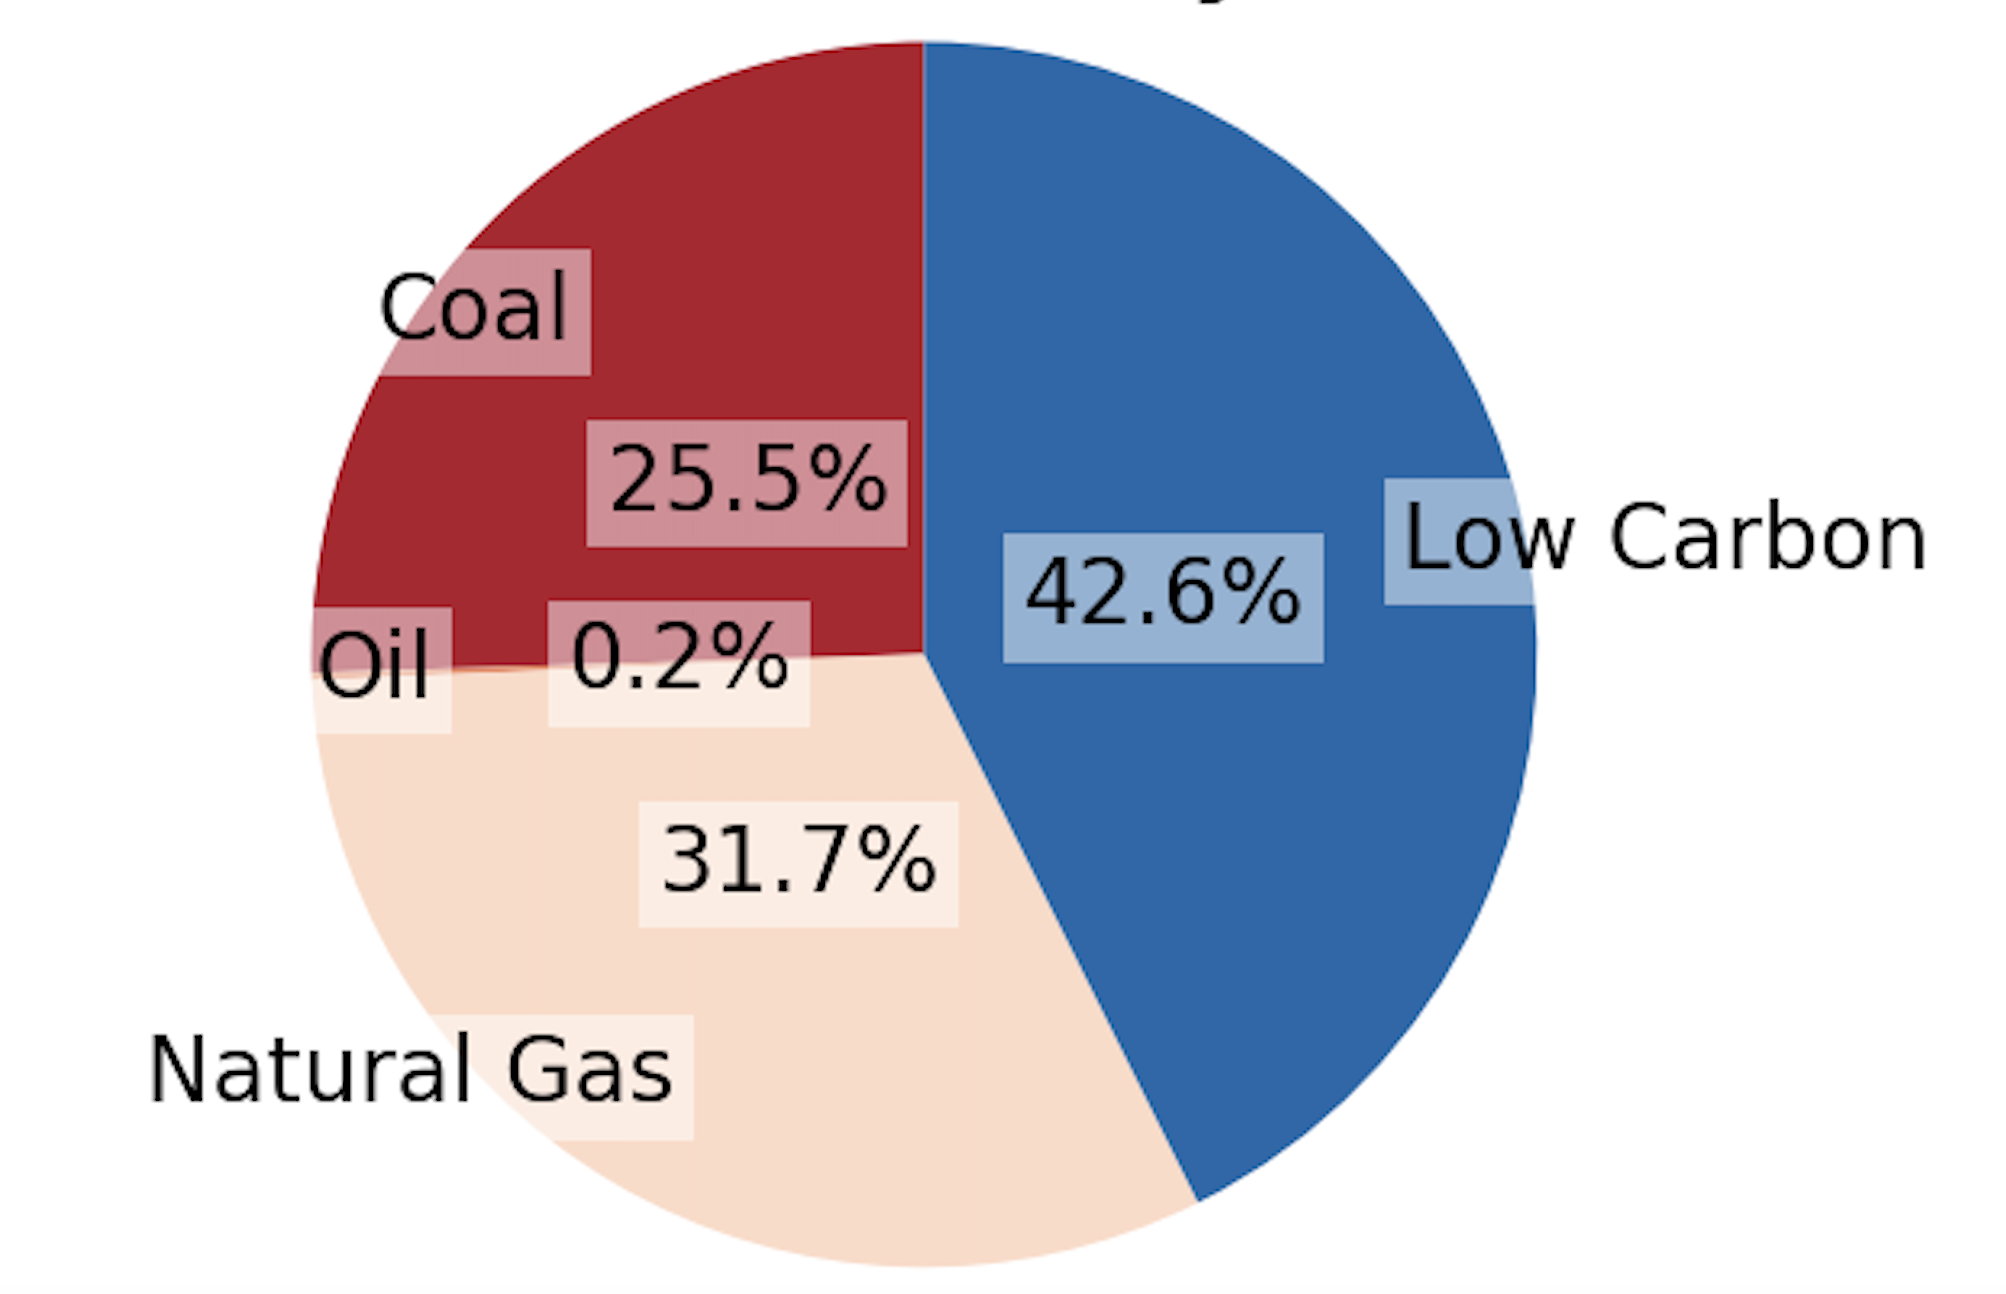 Coal
25.5%
Low Carbon
42.6%
Oil
0.2%
31.7%
Natural Gas